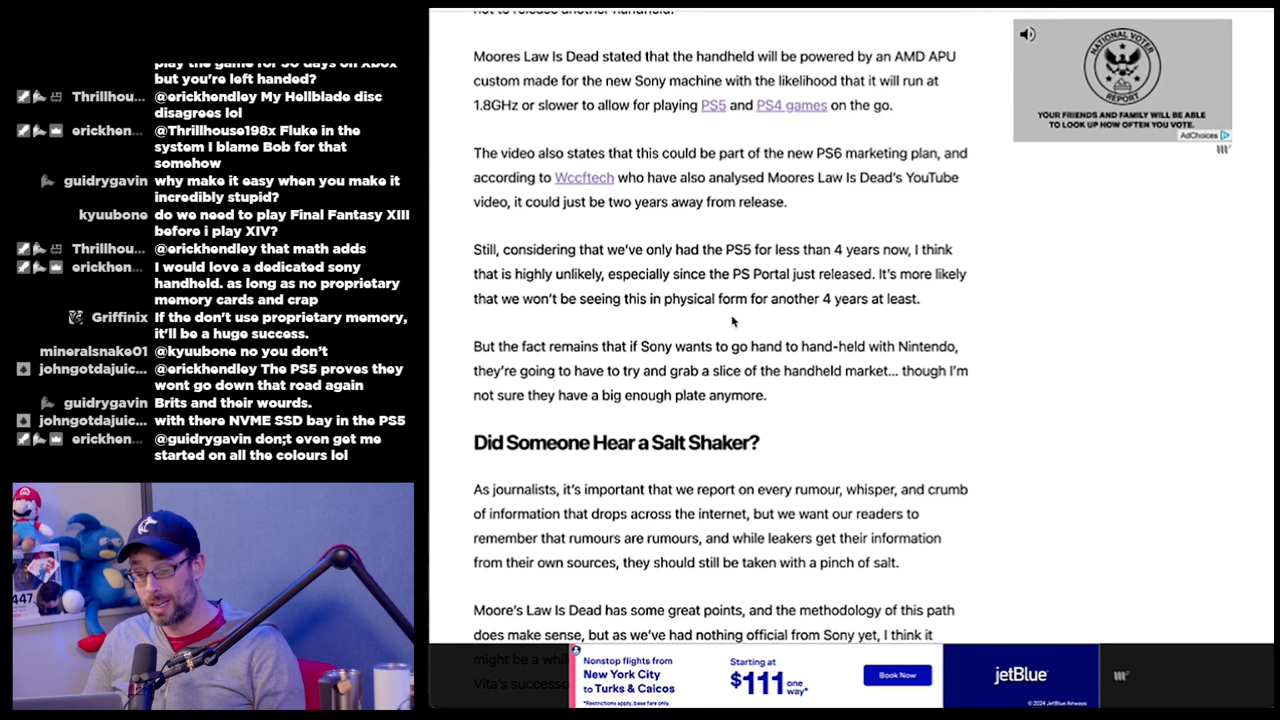 play the game for 30 days on Xbox
but you're left handed?
Thrillhou... @erickhendley My Hellblade disc
disagrees lol
erickhen... @Thrillhouse198x Fluke in the
system I blame Bob for that
somehow
guidrygavin why make it easy when you make it
incredibly stupid?
kyuubone do we need to play Final Fantasy XIII
before i play XIV?
Thrillhou... @erickhendley that math adds
erickhen... I would love a dedicated sony
handheld. as long as no proprietary
memory cards and crap
Griffinix If the don't use proprietary memory,
it'll be a huge success.
mineralsnake01 @kyuubone no you don't
johngotdajuic... @erickhendley The PS5 proves they
wont go down that road again
guidrygavin Brits and their wourds.
johngotdajuic... with there NVME SSD bay in the PS5
erickhen... @guidrygavin don;t even get me
started on all the colours lol
447.
not to release another handheld.
Moores Law Is Dead stated that the handheld will be powered by an AMD APU
custom made for the new Sony machine with the likelihood that it will run at
1.8GHz or slower to allow for playing PS5 and PS4 games on the go.
The video also states that this could be part of the new PS6 marketing plan, and
according to Wccftech who have also analysed Moores Law Is Dead's YouTube
video, it could just be two years away from release.
Still, considering that we've only had the PS5 for less than 4 years now, I think
that is highly unlikely, especially since the PS Portal just released. It's more likely
that we won't be seeing this in physical form for another 4 years at least.
But the fact remains that if Sony wants to go hand to hand-held with Nintendo,
they're going to have to try and grab a slice of the handheld market... though I'm
not sure they have a big enough plate anymore.
Did Someone Hear a Salt Shaker?
As journalists, it's important that we report on every rumour, whisper, and crumb
of information that drops across the internet, but we want our readers to
remember that rumours are rumours, and while leakers get their information
from their own sources, they should still be taken with a pinch of salt.
Moore's Law Is Dead has some great points, and the methodology of this path
does make sense, but as we've had nothing official from Sony yet, I think it
might be a whil
Vita's successo
NATIONAL VOTER
REPORT
YOUR FRIENDS AND FAMILY WILL BE ABLE
TO LOOK UP HOW OFTEN YOU VOTE.
AdChoices
Nonstop flights from
New York City
to Turks & Caicos
*Restrictions apply, base fare only.
Starting at
$111 one way*
Book Now
jetBlue
© 2024 JetBlue Airways